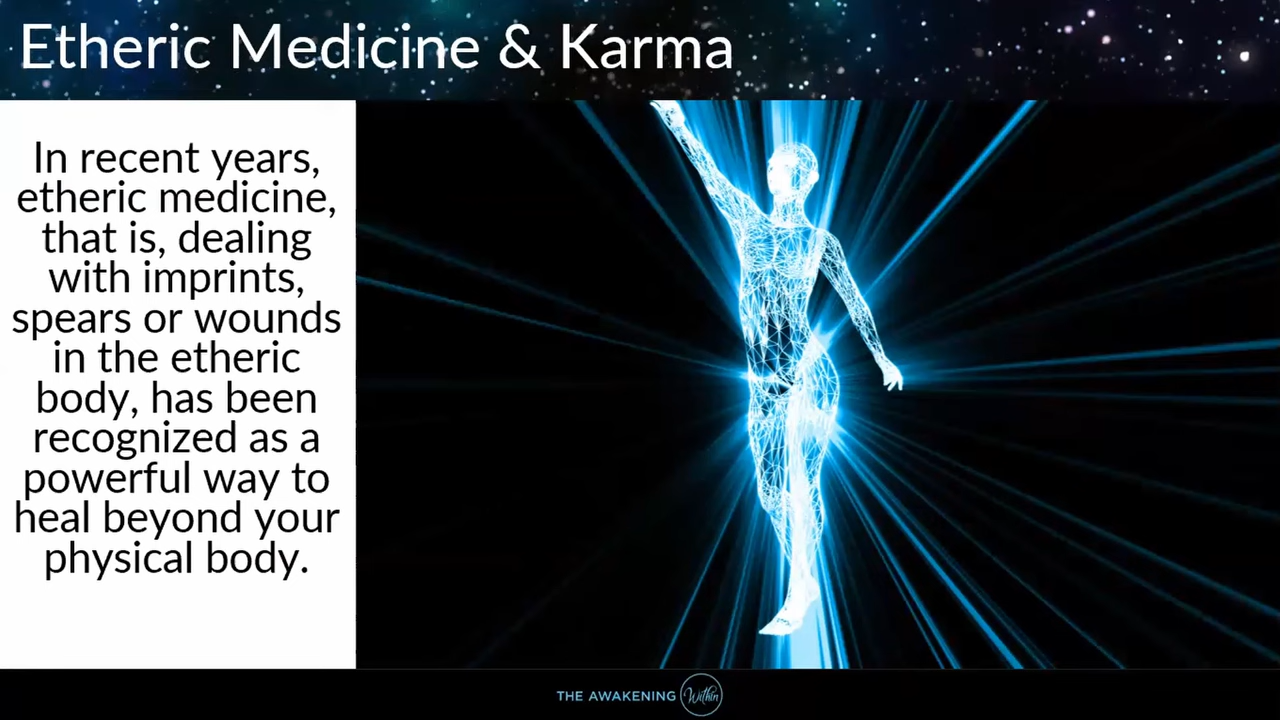 Etheric Medicine & Karma
In recent years,
etheric medicine,
that is, dealing
with imprints,
spears or wounds
in the etheric
body, has been
recognized as a
powerful way to
heal beyond your
physical body.
THE AWAKENING Within